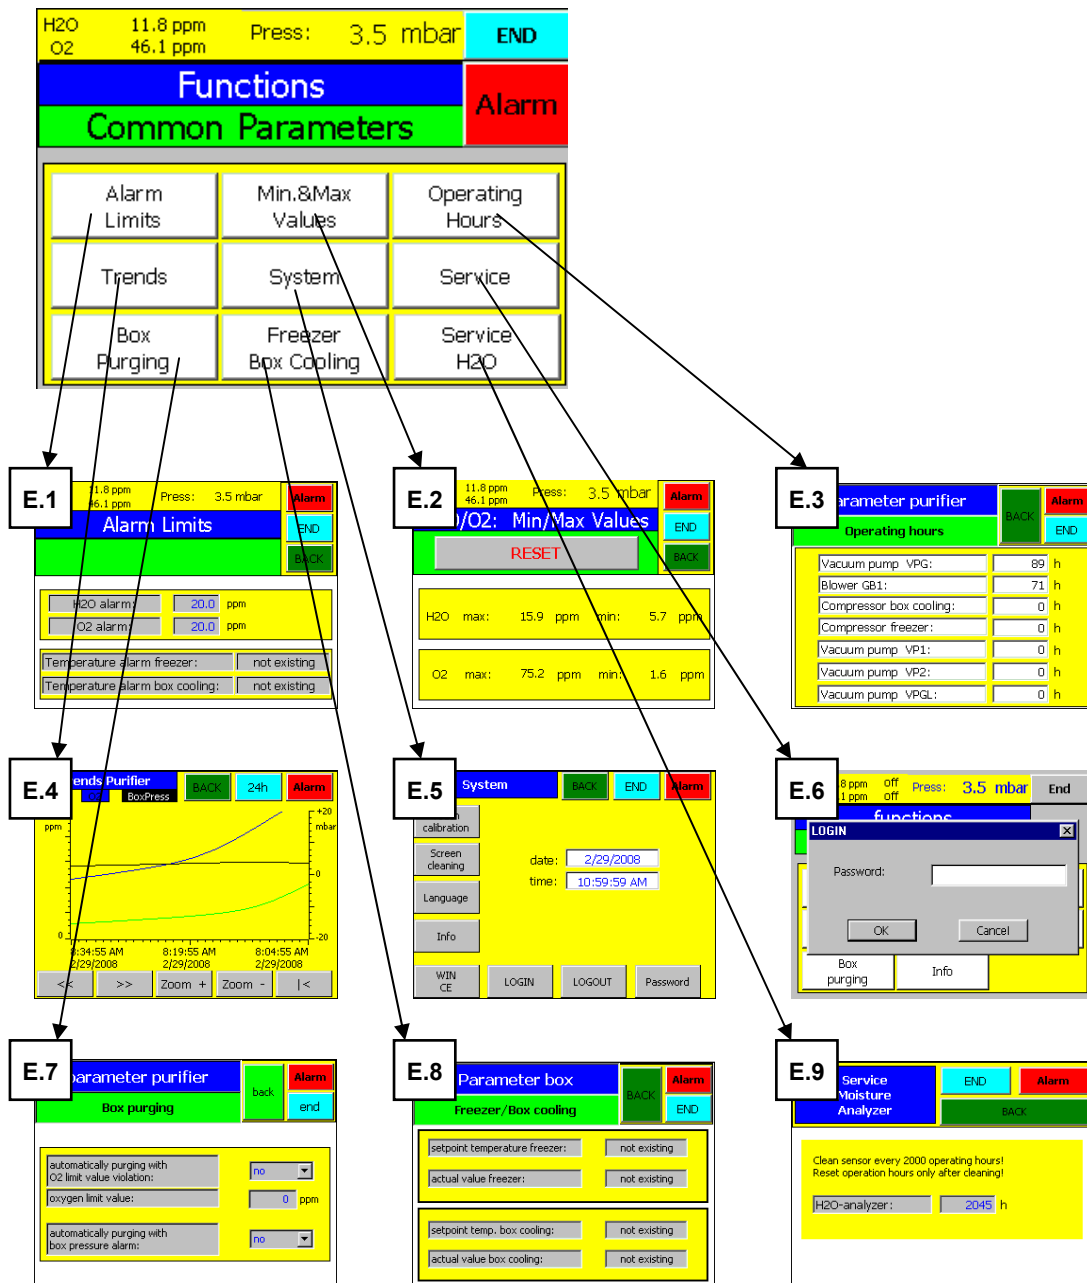 H2O 11.8 ppm Press: 3.5 mbar END
O2 46.1 ppm
Functions
Alarm
Common Parameters
Alarm Limits
Min.&Max Values
Operating Hours
Trends
System
Service
Box Purging
Freezer Box Cooling
Service H2O
E.1
11.8 ppm Press: 3.5 mbar Alarm
46.1 ppm
Alarm Limits END
BACK
H2O alarm: 20.0 ppm
O2 alarm: 20.0 ppm
Temperature alarm freezer: not existing
Temperature alarm box cooling: not existing
E.2
11.8 ppm Press: 3.5 mbar Alarm
46.1 ppm
/O2: Min/Max Values END
RESET BACK
H2O max: 15.9 ppm min: 5.7 ppm
O2 max: 75.2 ppm min: 1.6 ppm
E.3
arameter purifier BACK Alarm
Operating hours END
Vacuum pump VPG: 89 h
Blower GB1: 71 h
Compressor box cooling: 0 h
Compressor freezer: 0 h
Vacuum pump VP1: 0 h
Vacuum pump VP2: 0 h
Vacuum pump VPGL: 0 h
E.4
ends Purifier BACK 24h Alarm
O2 BoxPress
ppm +20
mbar
0
0 -20
8:34:55 AM 8:19:55 AM 8:04:55 AM
2/29/2008 2/29/2008 2/29/2008
<< >> Zoom + Zoom - |<
E.5
System BACK END Alarm
calibration
Screen cleaning
date: 2/29/2008
time: 10:59:59 AM
Language
Info
WIN CE LOGIN LOGOUT Password
E.6
.8 ppm off Press: 3.5 mbar End
.1 ppm off
functions
LOGIN
Password:
OK Cancel
Box purging
Info
E.7
parameter purifier back Alarm
Box purging end
automatically purging with
O2 limit value violation: no
oxygen limit value: 0 ppm
automatically purging with
box pressure alarm: no
E.8
Parameter box BACK Alarm
Freezer/Box cooling END
setpoint temperature freezer: not existing
actual value freezer: not existing
setpoint temp. box cooling: not existing
actual value box cooling: not existing
E.9
Service
Moisture
Analyzer
END Alarm
BACK
Clean sensor every 2000 operating hours!
Reset operation hours only after cleaning!
H2O-analyzer: 2045 h